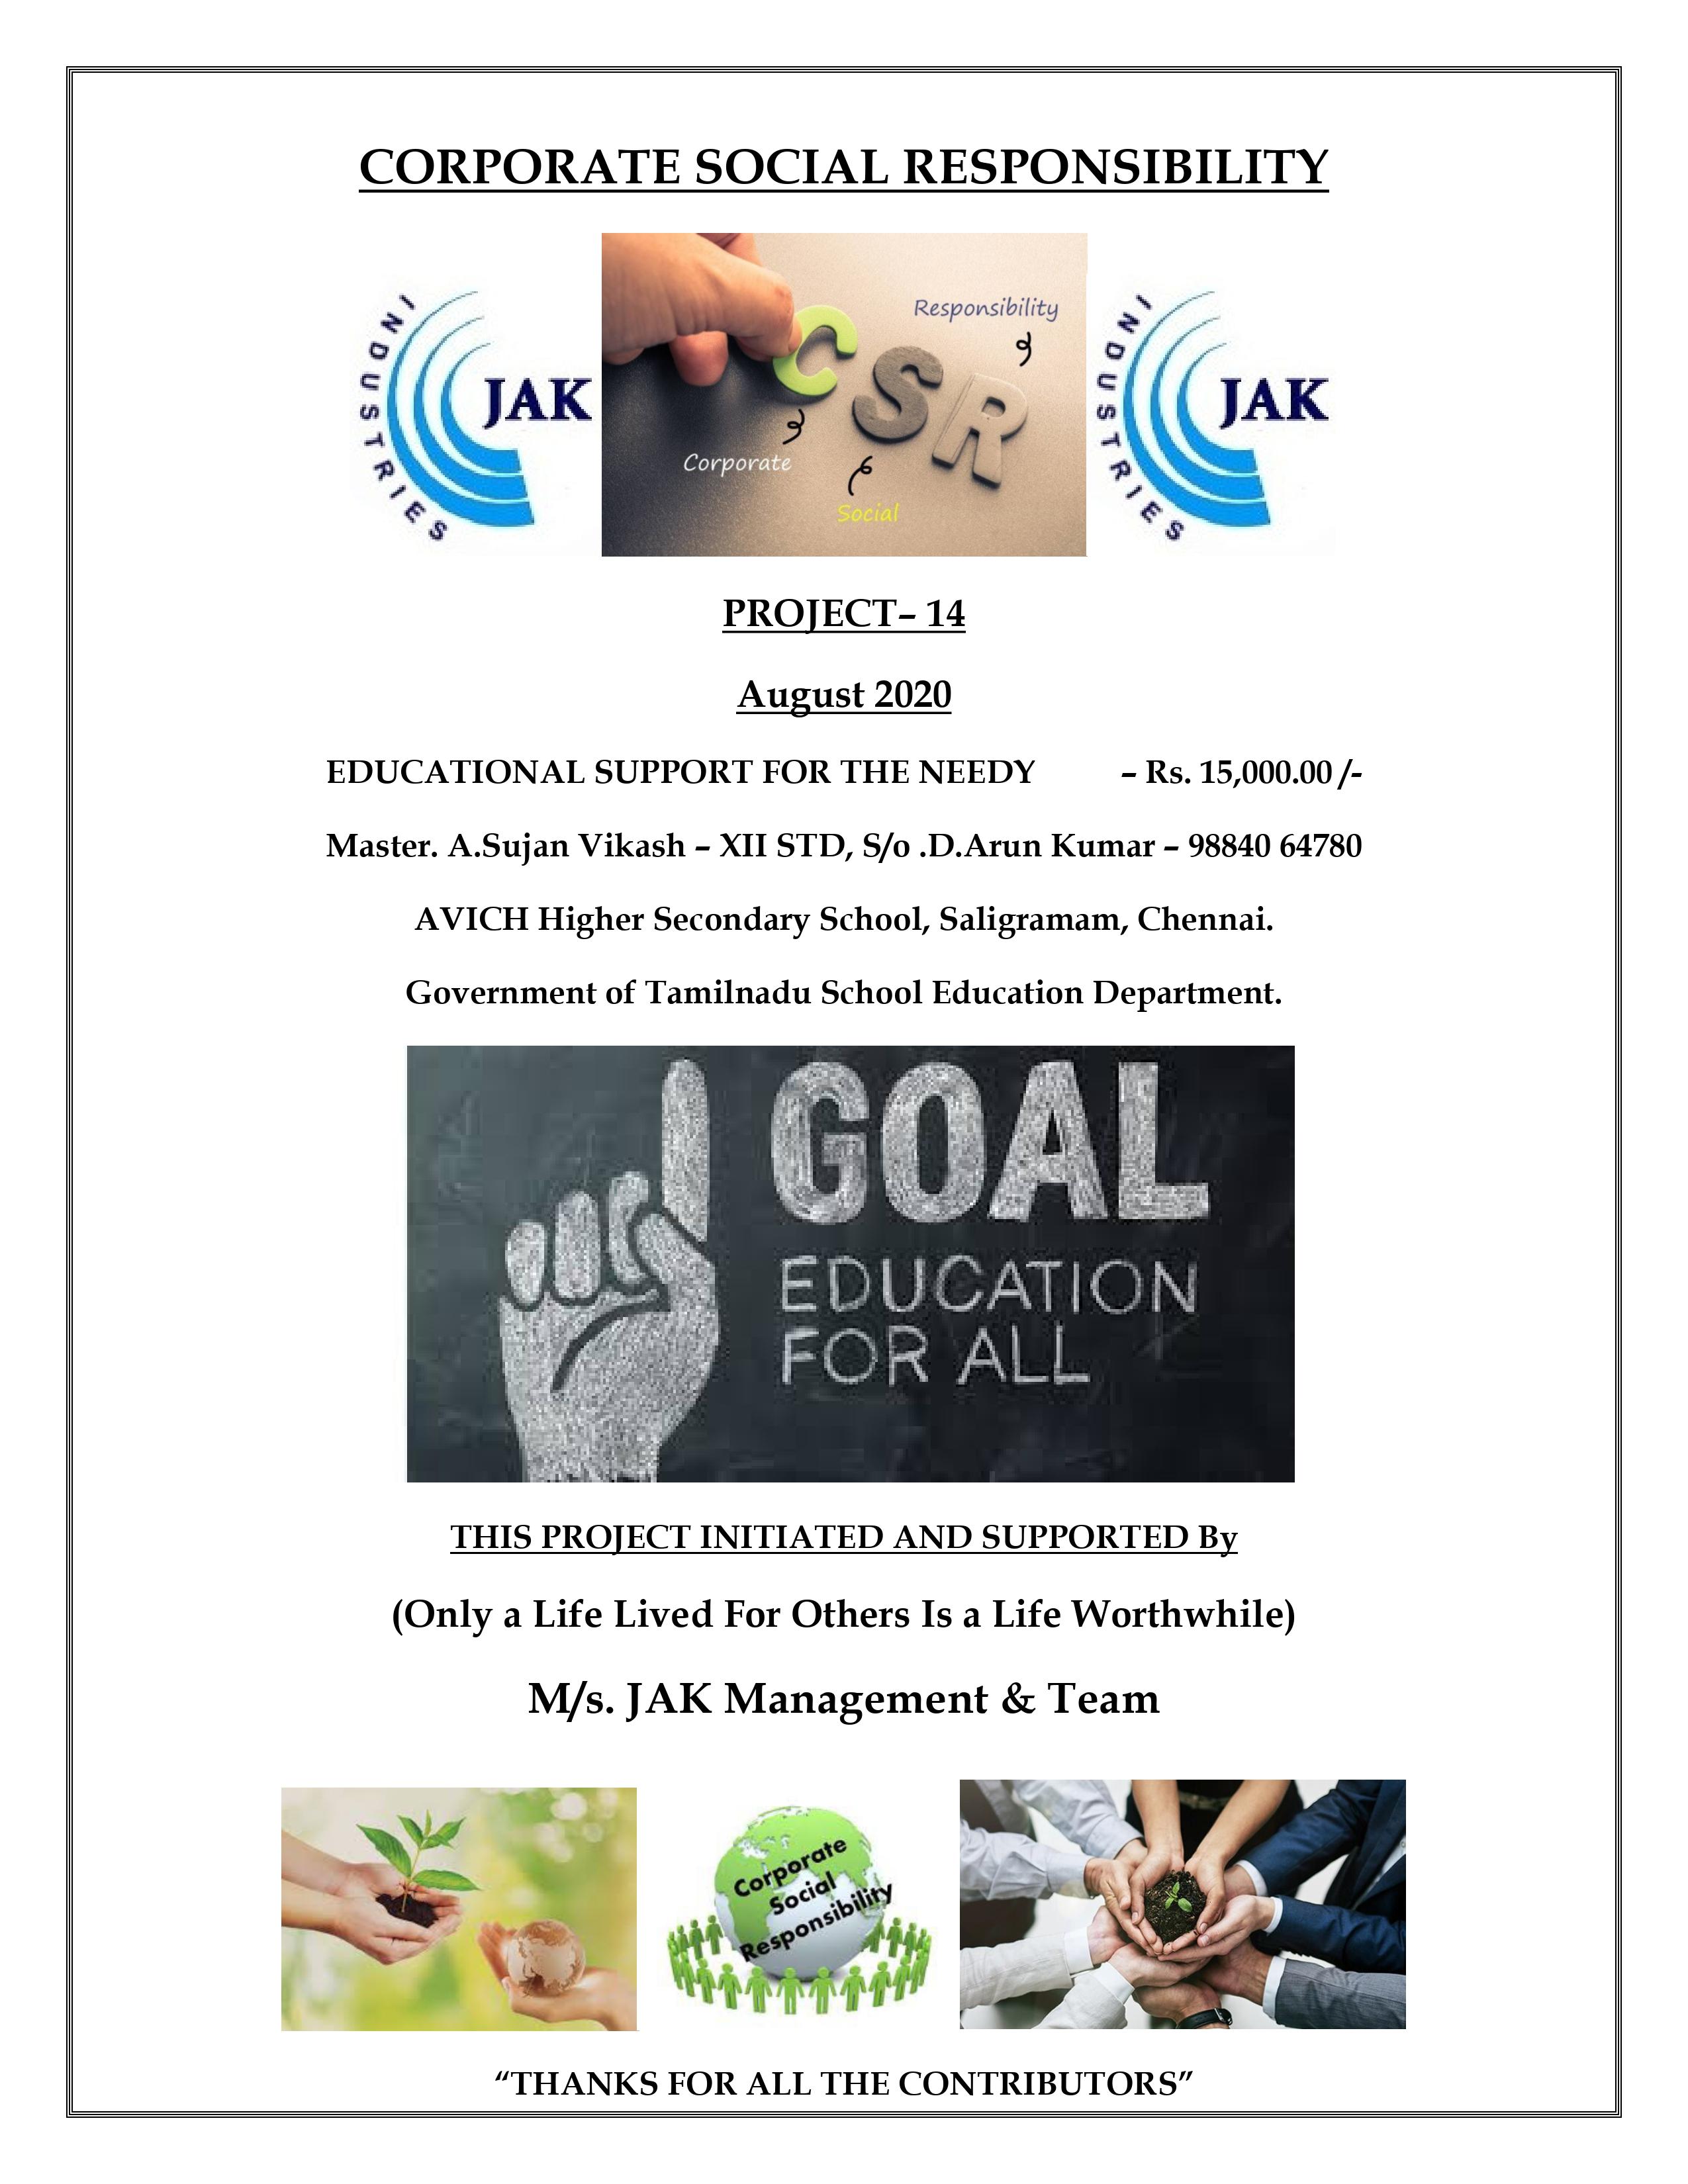 CORPORATE SOCIAL RESPONSIBILITY
INDUSTRIES
JAK
Responsibility
CSR
Corporate
Social
INDUSTRIES
JAK
PROJECT– 14
August 2020
EDUCATIONAL SUPPORT FOR THE NEEDY – Rs. 15,000.00 /-
Master. A.Sujan Vikash – XII STD, S/o .D.Arun Kumar – 98840 64780
AVICH Higher Secondary School, Saligramam, Chennai.
Government of Tamilnadu School Education Department.
GOAL
EDUCATION
FOR ALL
THIS PROJECT INITIATED AND SUPPORTED By
(Only a Life Lived For Others Is a Life Worthwhile)
M/s. JAK Management & Team
Corporate
Social
Responsibility
“THANKS FOR ALL THE CONTRIBUTORS”